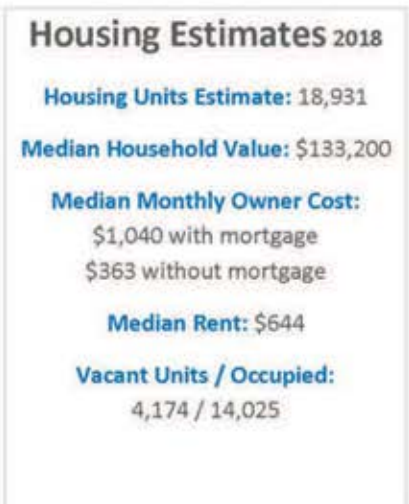 Housing Estimates 2018
Housing Units Estimate: 18,931
Median Household Value: $133,200
Median Monthly Owner Cost:
$1,040 with mortgage
$363 without mortgage
Median Rent: $644
Vacant Units / Occupied:
4,174 / 14,025